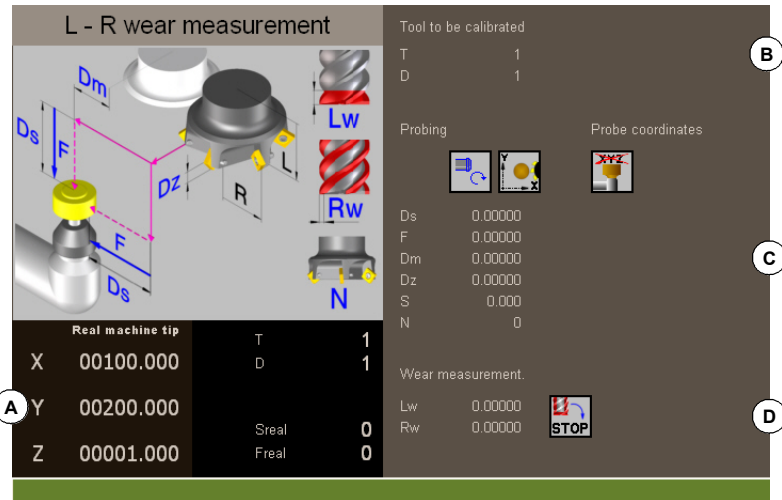 L - R wear measurement
Dm
Ds
F
Lw
Dz
L
R
Rw
F
Ds
N
Real machine tip
X 00100.000
Y 00200.000
Z 00001.000
T 1
D 1
Sreal 0
Freal 0
A
Tool to be calibrated
T 1
D 1
B
Probing Probe coordinates
Y
X
XYZ
Ds 0.00000
F 0.00000
Dm 0.00000
Dz 0.00000
S 0.000
N 0
C
Wear measurement.
Lw 0.00000
Rw 0.00000
STOP
D